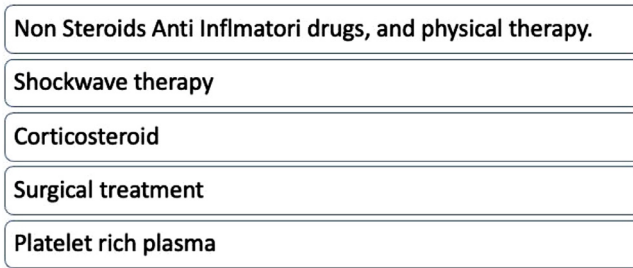 Non Steroids Anti Inflmatori drugs, and physical therapy.
Shockwave therapy
Corticosteroid
Surgical treatment
Platelet rich plasma